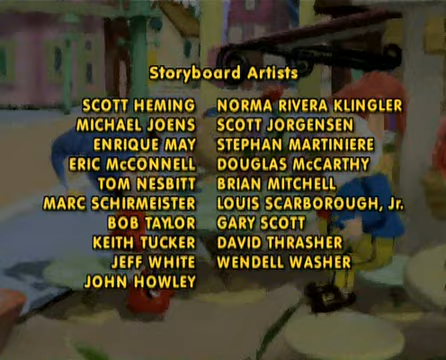 Storyboard Artists
SCOTT HEMING NORMA RIVERA KLINGLER
MICHAEL JOENS SCOTT JORGENSEN
ENRIQUE MAY STEPHAN MARTINIERE
ERIC McCONNELL DOUGLAS McCARTHY
TOM NESBITT BRIAN MITCHELL
MARC SCHIRMEISTER LOUIS SCARBOROUGH, Jr.
BOB TAYLOR GARY SCOTT
KEITH TUCKER DAVID THRASHER
JEFF WHITE WENDELL WASHER
JOHN HOWLEY